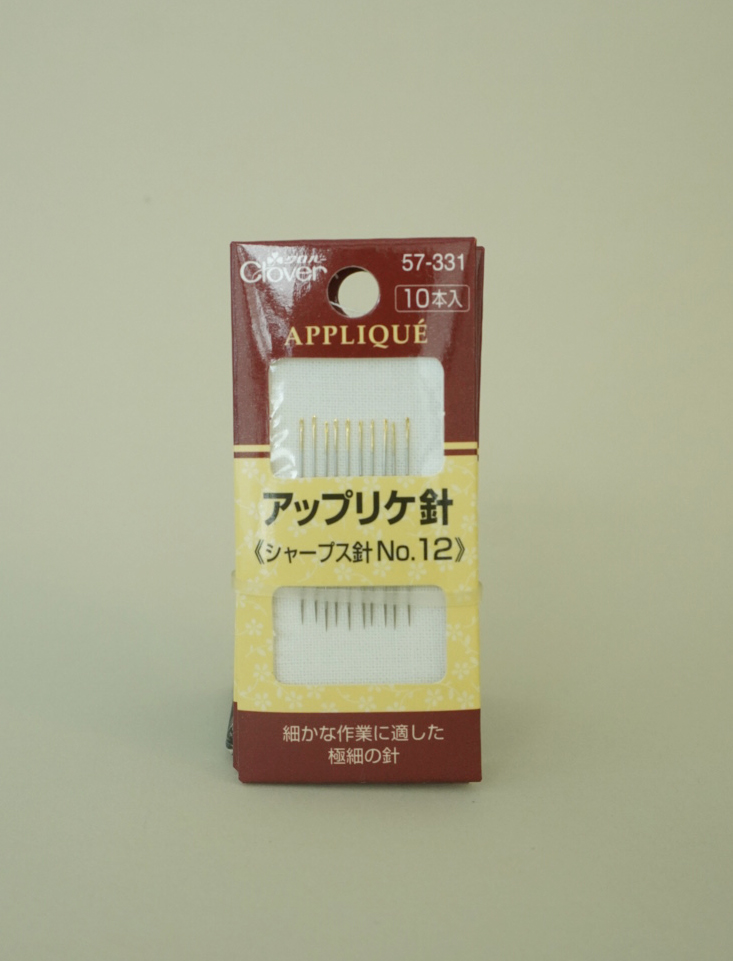 クロバー
Clover
57-331
10本入
APPLIQUÉ
アップリケ針
《シャープス針No.12》
細かな作業に適した
極細の針